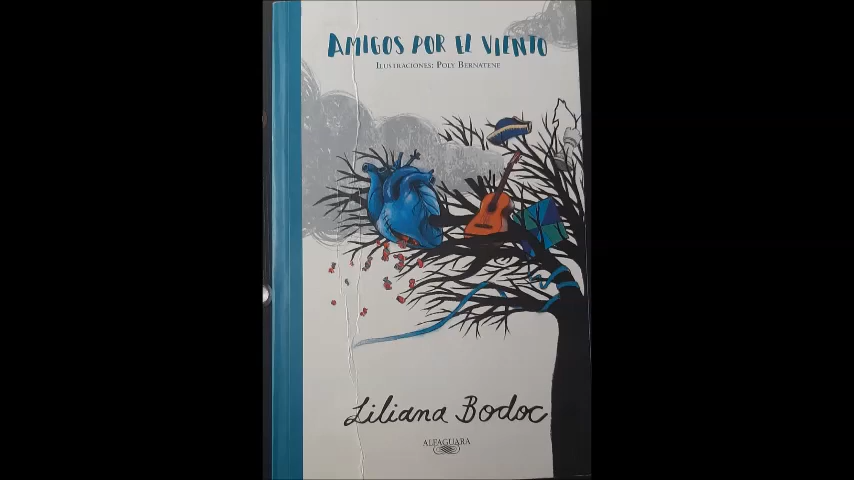 AMIGOS POR EL VIENTO
ILUSTRACIONES: POLY BERNATENE
Liliana Bodoc
ALFAGUARA